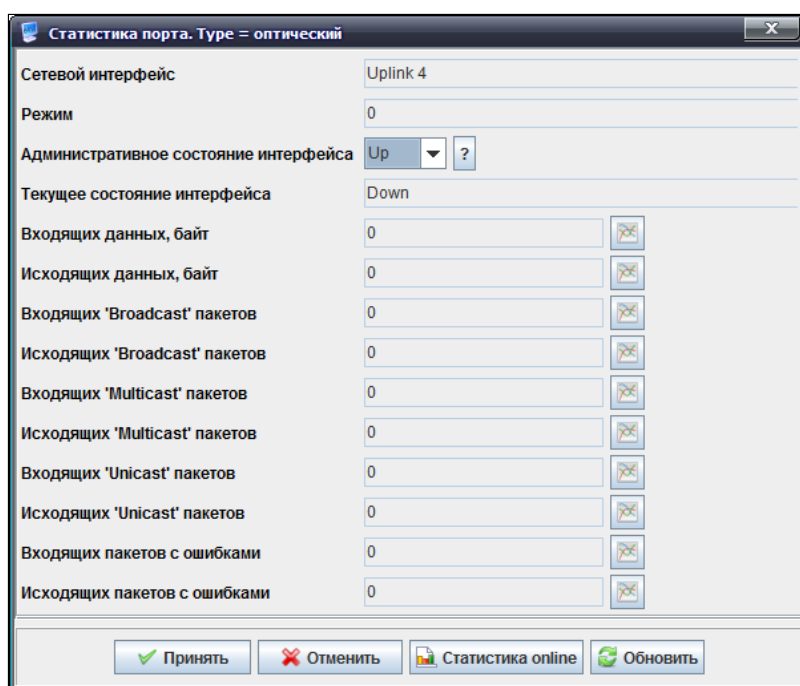 Статистика порта. Type = оптический
Сетевой интерфейс Uplink 4
Режим 0
Административное состояние интерфейса Up ?
Текущее состояние интерфейса Down
Входящих данных, байт 0
Исходящих данных, байт 0
Входящих 'Broadcast' пакетов 0
Исходящих 'Broadcast' пакетов 0
Входящих 'Multicast' пакетов 0
Исходящих 'Multicast' пакетов 0
Входящих 'Unicast' пакетов 0
Исходящих 'Unicast' пакетов 0
Входящих пакетов с ошибками 0
Исходящих пакетов с ошибками 0
Принять Отменить Статистика online Обновить